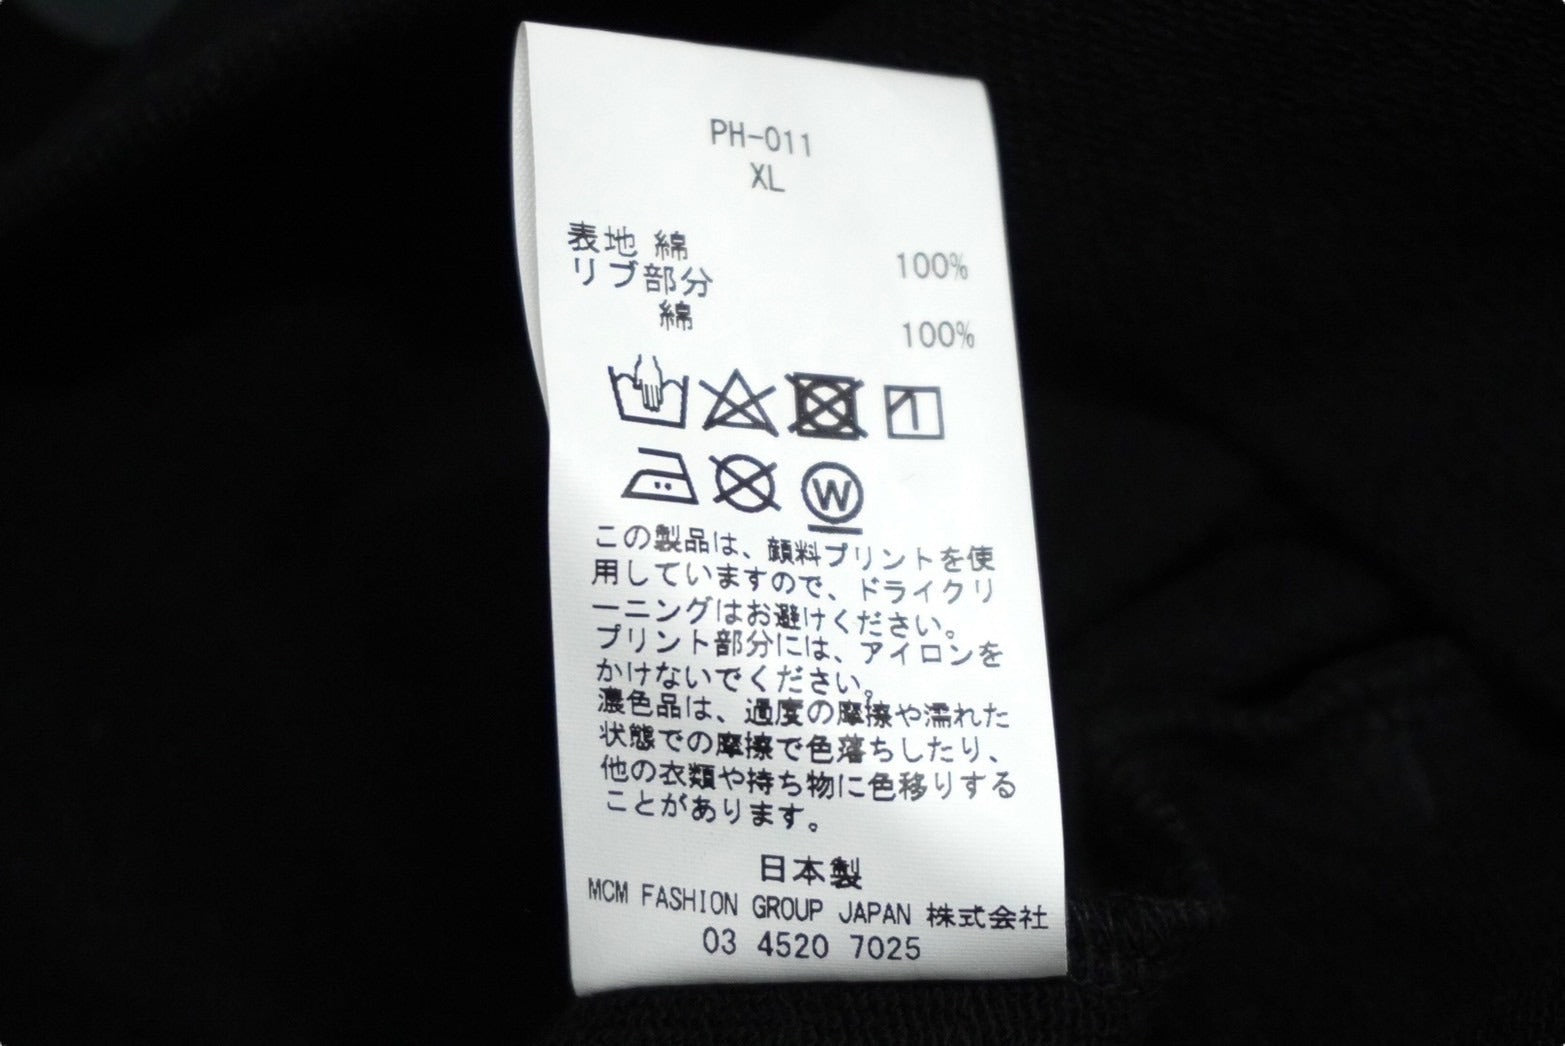 PH-011
XL
表地 綿 100%
リブ部分
綿 100%
W
この製品は、顔料プリントを使
用していますので、ドライクリ
ーニングはお避けください。
プリント部分には、アイロンを
かけないでください。
濃色品は、過度の摩擦や濡れた
状態での摩擦で色落ちしたり、
他の衣類や持ち物に色移りする
ことがあります。
日本製
MCM FASHION GROUP JAPAN 株式会社
03 4520 7025